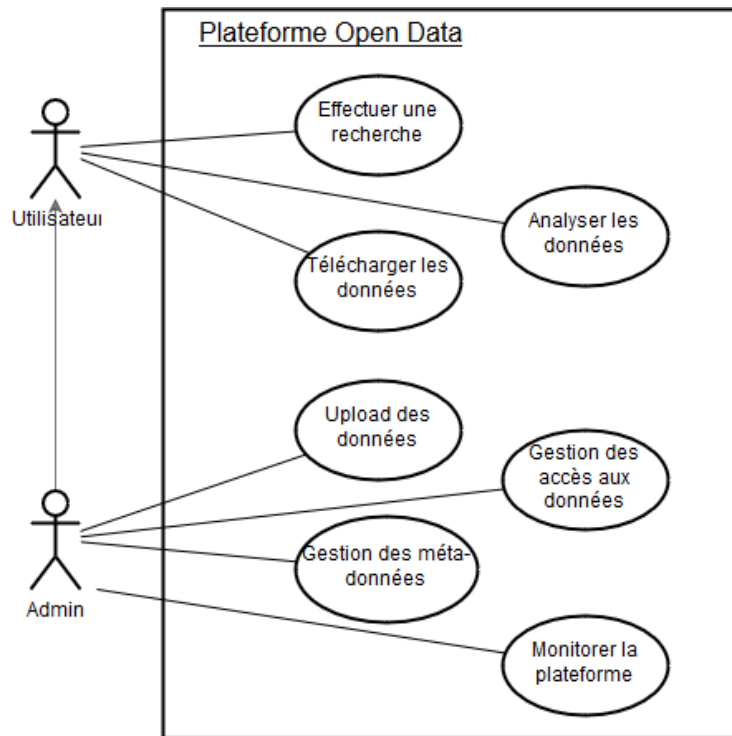 Plateforme Open Data
Effectuer une
recherche
Utilisateur
Analyser les
données
Télécharger les
données
Upload des
données
Gestion des
accès aux
données
Gestion des méta-
données
Admin
Monitorer la
plateforme